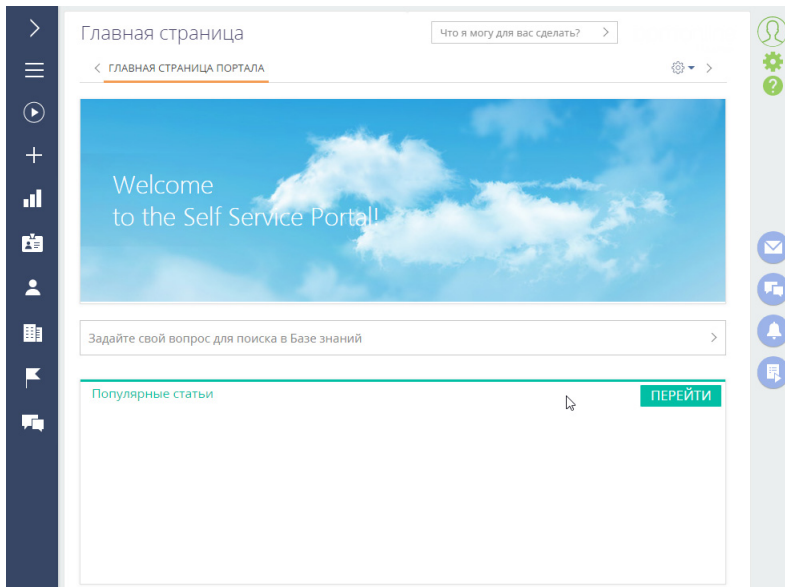 Главная страница
Что я могу для вас сделать?
ГЛАВНАЯ СТРАНИЦА ПОРТАЛА
Welcome
to the Self Service Portal!
Задайте свой вопрос для поиска в Базе знаний
Популярные статьи
ПЕРЕЙТИ